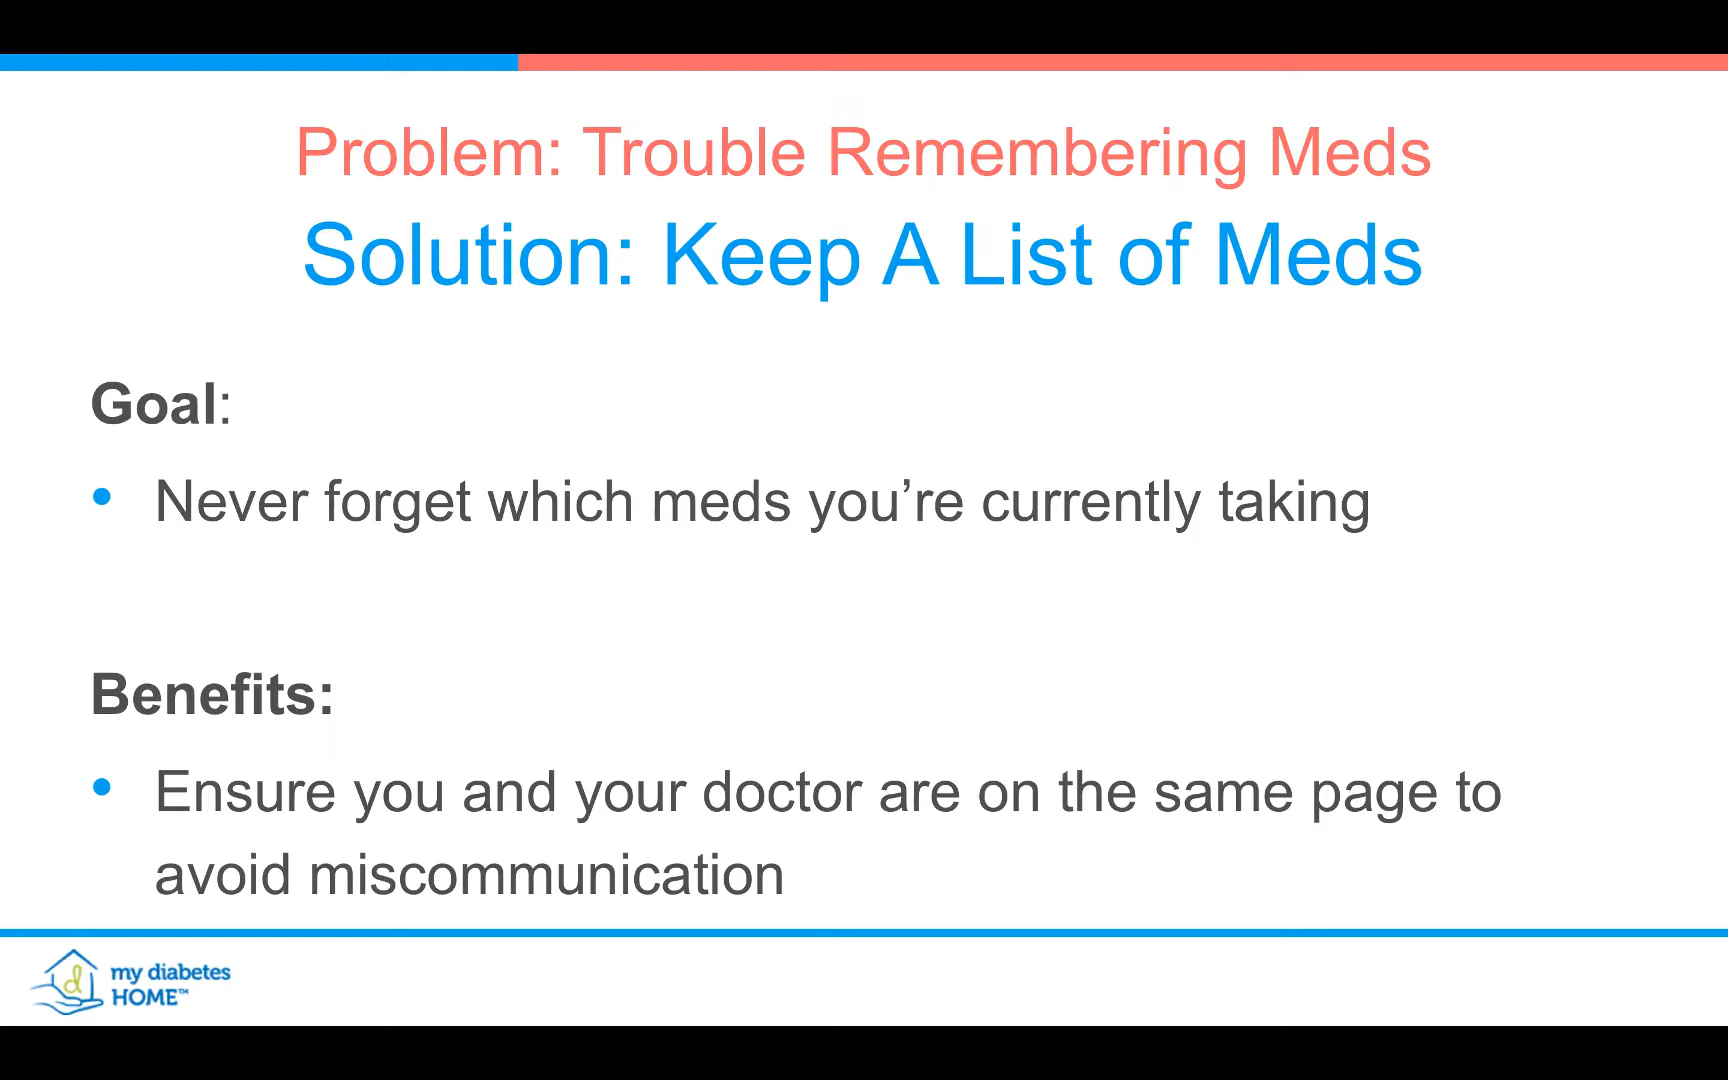 Problem: Trouble Remembering Meds
Solution: Keep A List of Meds
Goal:
• Never forget which meds you’re currently taking
Benefits:
• Ensure you and your doctor are on the same page to
avoid miscommunication
my diabetes
HOME™